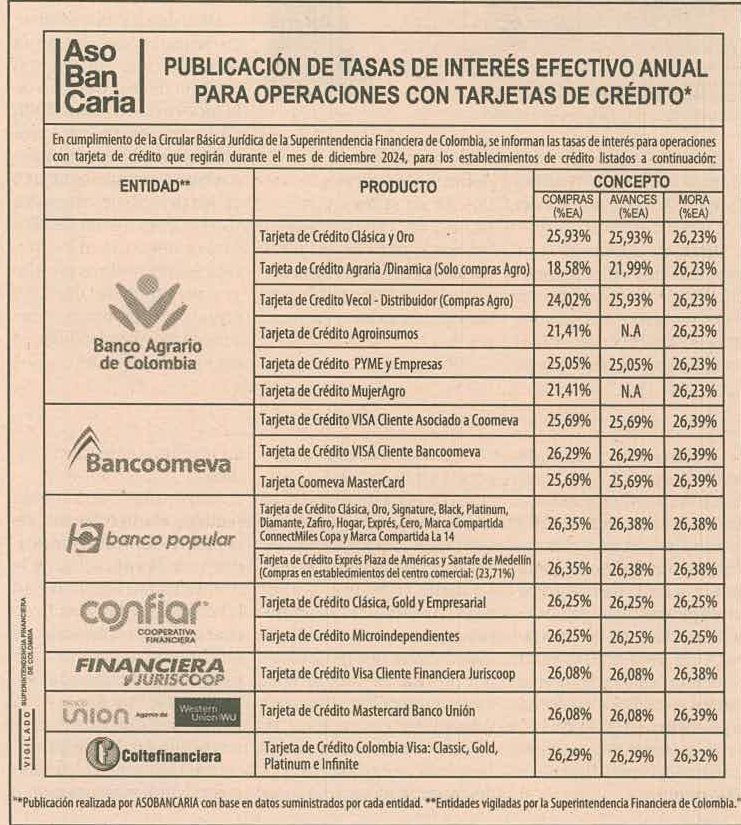 Aso
Ban
Caria
PUBLICACIÓN DE TASAS DE INTERÉS EFECTIVO ANUAL
PARA OPERACIONES CON TARJETAS DE CRÉDITO*
En cumplimiento de la Circular Básica Jurídica de la Superintendencia Financiera de Colombia, se informan las tasas de interés para operaciones
con tarjeta de crédito que regirán durante el mes de diciembre 2024, para los establecimientos de crédito listados a continuación:
ENTIDAD** PRODUCTO CONCEPTO
COMPRAS (%EA) AVANCES (%EA) MORA (%EA)
Banco Agrario
de Colombia
Tarjeta de Crédito Clásica y Oro 25,93% 25,93% 26,23%
Tarjeta de Crédito Agraria /Dinamica (Solo compras Agro) 18,58% 21,99% 26,23%
Tarjeta de Credito Vecol - Distribuidor (Compras Agro) 24,02% 25,93% 26,23%
Tarjeta de Crédito Agroinsumos 21,41% N.A 26,23%
Tarjeta de Crédito PYME y Empresas 25,05% 25,05% 26,23%
Tarjeta de Crédito MujerAgro 21,41% N.A 26,23%
Bancoomeva
Tarjeta de Crédito VISA Cliente Asociado a Coomeva 25,69% 25,69% 26,39%
Tarjeta de Crédito VISA Cliente Bancoomeva 26,29% 26,29% 26,39%
Tarjeta Coomeva MasterCard 25,69% 25,69% 26,39%
banco popular
Tarjeta de Crédito Clásica, Oro, Signature, Black, Platinum,
Diamante, Zafiro, Hogar, Exprés, Cero, Marca Compartida
ConnectMiles Copa y Marca Compartida La 14 26,35% 26,38% 26,38%
Tarjeta de Crédito Exprés Plaza de Américas y Santafe de Medellín
(Compras en establecimientos del centro comercial: (23,71%) 26,35% 26,38% 26,38%
confiar
COOPERATIVA
FINANCIERA
Tarjeta de Crédito Clásica, Gold y Empresarial 26,25% 26,25% 26,25%
Tarjeta de Crédito Microindependientes 26,25% 26,25% 26,25%
FINANCIERA
JURISCOOP
Tarjeta de Crédito Visa Cliente Financiera Juriscoop 26,08% 26,08% 26,38%
BANCO
union Agente de Western
Union WU
Tarjeta de Crédito Mastercard Banco Unión 26,08% 26,08% 26,39%
Coltefinanciera
Tarjeta de Crédito Colombia Visa: Classic, Gold,
Platinum e Infinite 26,29% 26,29% 26,32%
VIGILADO SUPERINTENDENCIA FINANCIERA
DE COLOMBIA
"*Publicación realizada por ASOBANCARIA con base en datos suministrados por cada entidad. **Entidades vigiladas por la Superintendencia Financiera de Colombia."